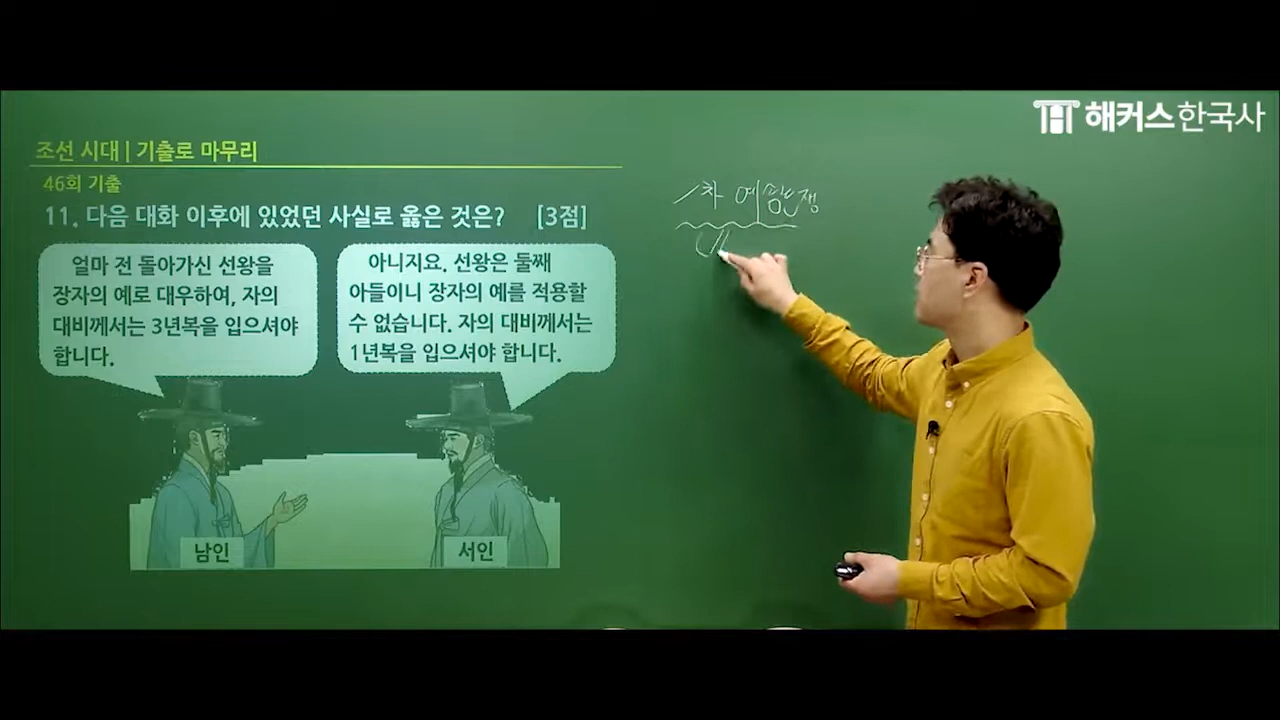 해커스한국사
조선 시대 | 기출로 마무리
46회 기출
11. 다음 대화 이후에 있었던 사실로 옳은 것은? [3점]
얼마 전 돌아가신 선왕을
장자의 예로 대우하여, 자의
대비께서는 3년복을 입으셔야
합니다.
아니지요. 선왕은 둘째
아들이니 장자의 예를 적용할
수 없습니다. 자의 대비께서는
1년복을 입으셔야 합니다.
남인
서인
1차 예송논쟁